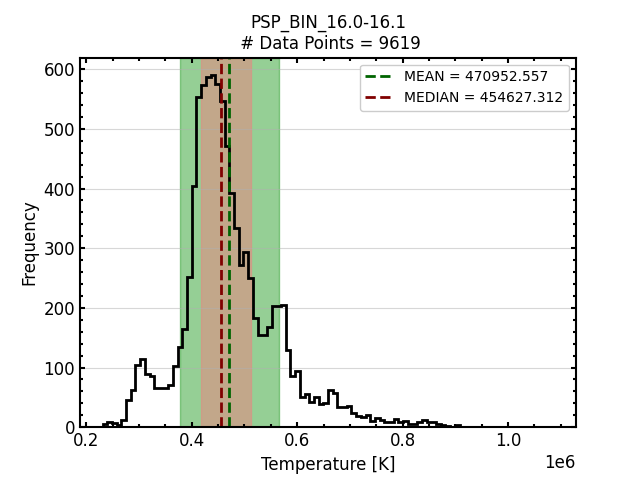 PSP_BIN_16.0-16.1
# Data Points = 9619
MEAN = 470952.557
MEDIAN = 454627.312
Frequency
600
500
400
300
200
100
0
0.2 0.4 0.6 0.8 1.0
Temperature [K]
1e6